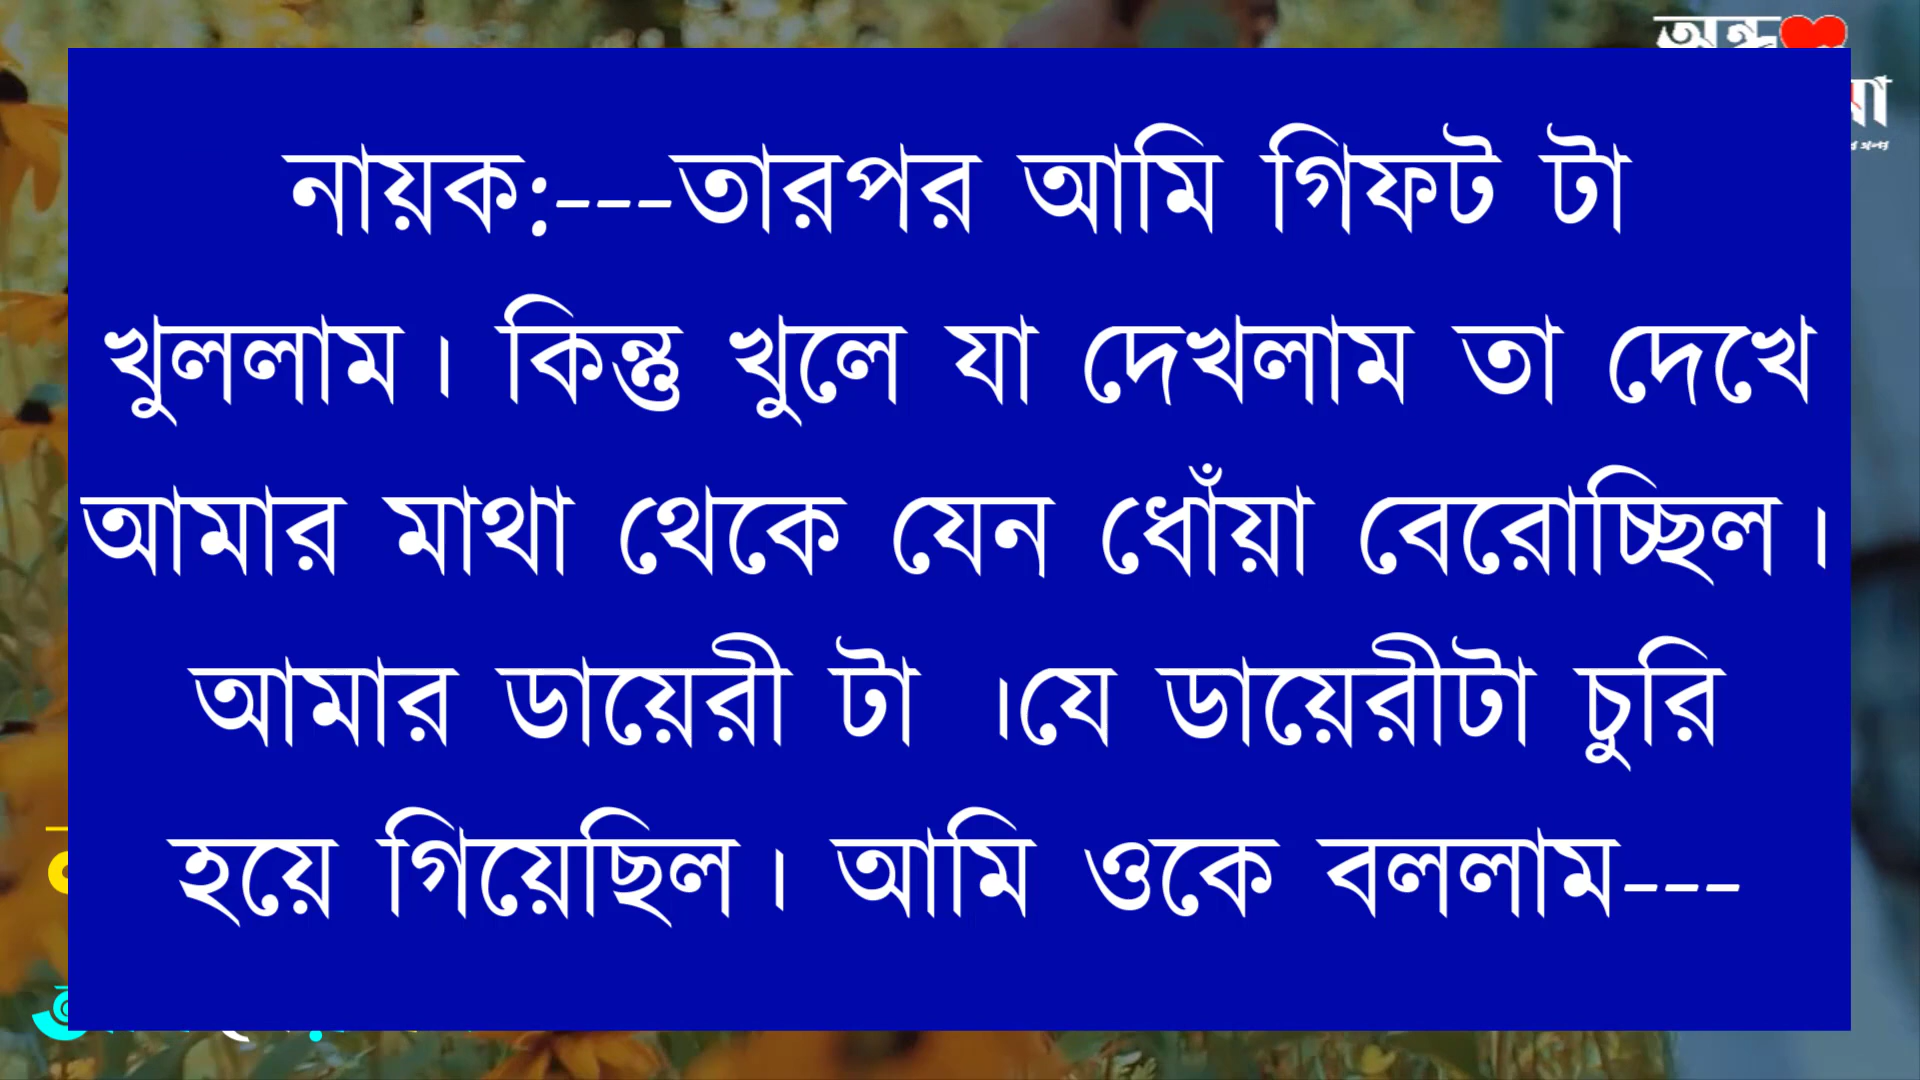 নায়ক:---তারপর আমি গিফট টা
খুললাম। কিন্তু খুলে যা দেখলাম তা দেখে
আমার মাথা থেকে যেন ধোঁয়া বেরোচ্ছিল।
আমার ডায়েরী টা ।যে ডায়েরীটা চুরি
হয়ে গিয়েছিল। আমি ওকে বললাম---